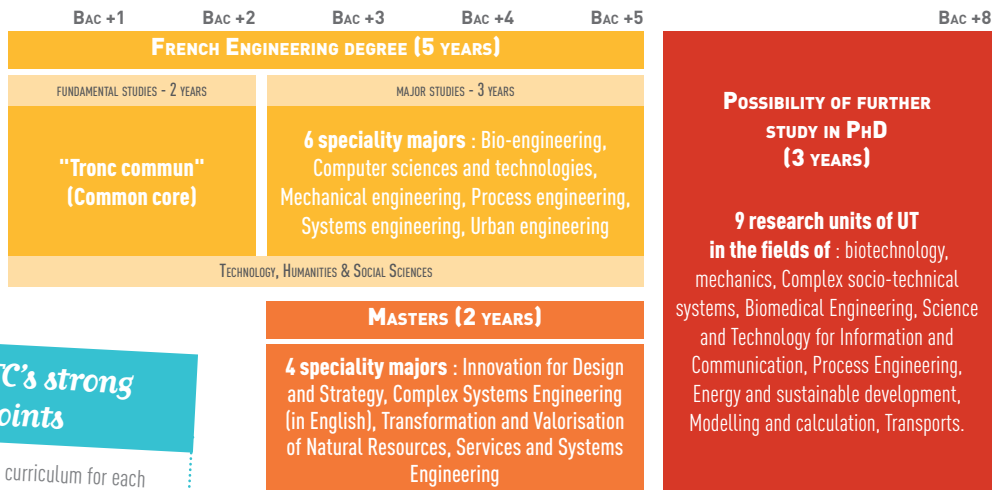 BAC +1 BAC +2 BAC +3 BAC +4 BAC +5 BAC +8
FRENCH ENGINEERING DEGREE (5 YEARS)
FUNDAMENTAL STUDIES - 2 YEARS
"Tronc commun"
(Common core)
MAJOR STUDIES - 3 YEARS
6 speciality majors : Bio-engineering,
Computer sciences and technologies,
Mechanical engineering, Process engineering,
Systems engineering, Urban engineering
TECHNOLOGY, HUMANITIES & SOCIAL SCIENCES
MASTERS (2 YEARS)
4 speciality majors : Innovation for Design
and Strategy, Complex Systems Engineering
(in English), Transformation and Valorisation
of Natural Resources, Services and Systems
Engineering
POSSIBILITY OF FURTHER
STUDY IN PHD
(3 YEARS)
9 research units of UT
in the fields of : biotechnology,
mechanics, Complex socio-technical
systems, Biomedical Engineering, Science
and Technology for Information and
Communication, Process Engineering,
Energy and sustainable development,
Modelling and calculation, Transports.
strong
curriculum for each